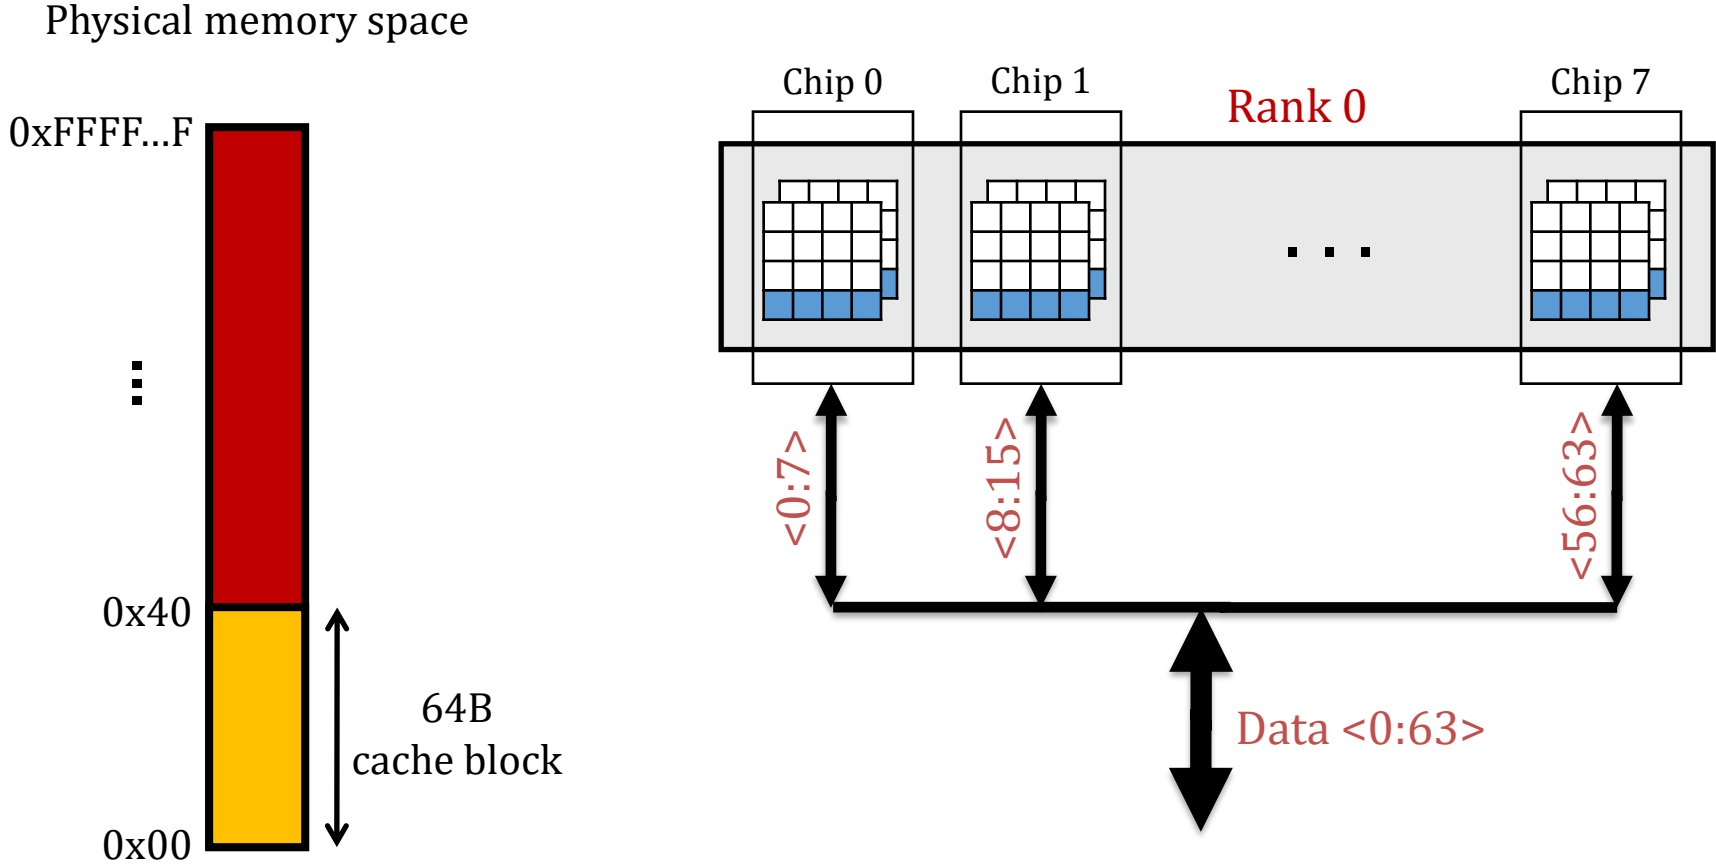 Physical memory space
0xFFFF...F
0x40
64B
cache block
0x00
Chip 0
Chip 1
Rank 0
Chip 7
. . .
<0:7>
<8:15>
<56:63>
Data <0:63>